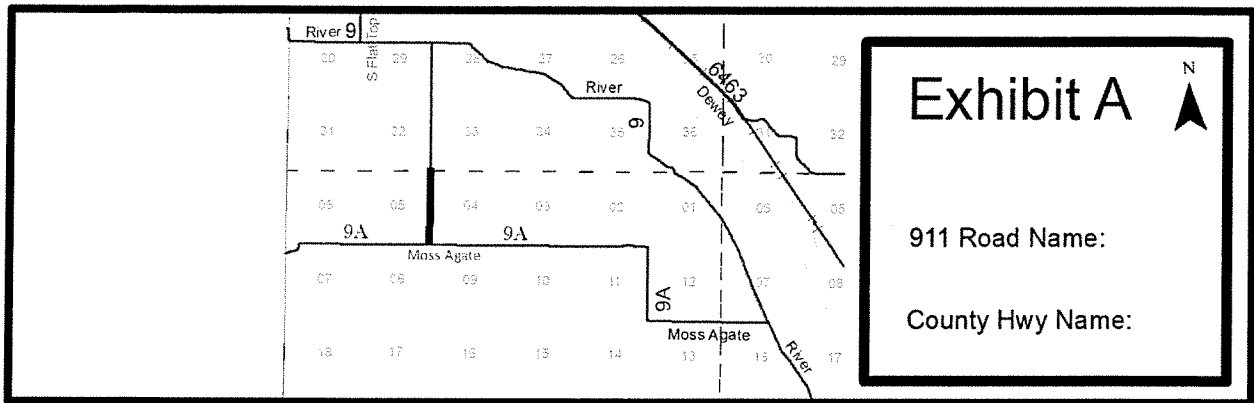 River 9
S Flat Top
30 29 28 27 26 30 29
6463
Dewey
River
9
31 32 33 34 35 36 31 32
05 04 03 02 01 06 05
9A 9A
Moss Agate
07 08 09 10 11 12 07 08
9A
Moss Agate
River
18 17 16 15 14 13 17
Exhibit A
N
911 Road Name:
County Hwy Name: